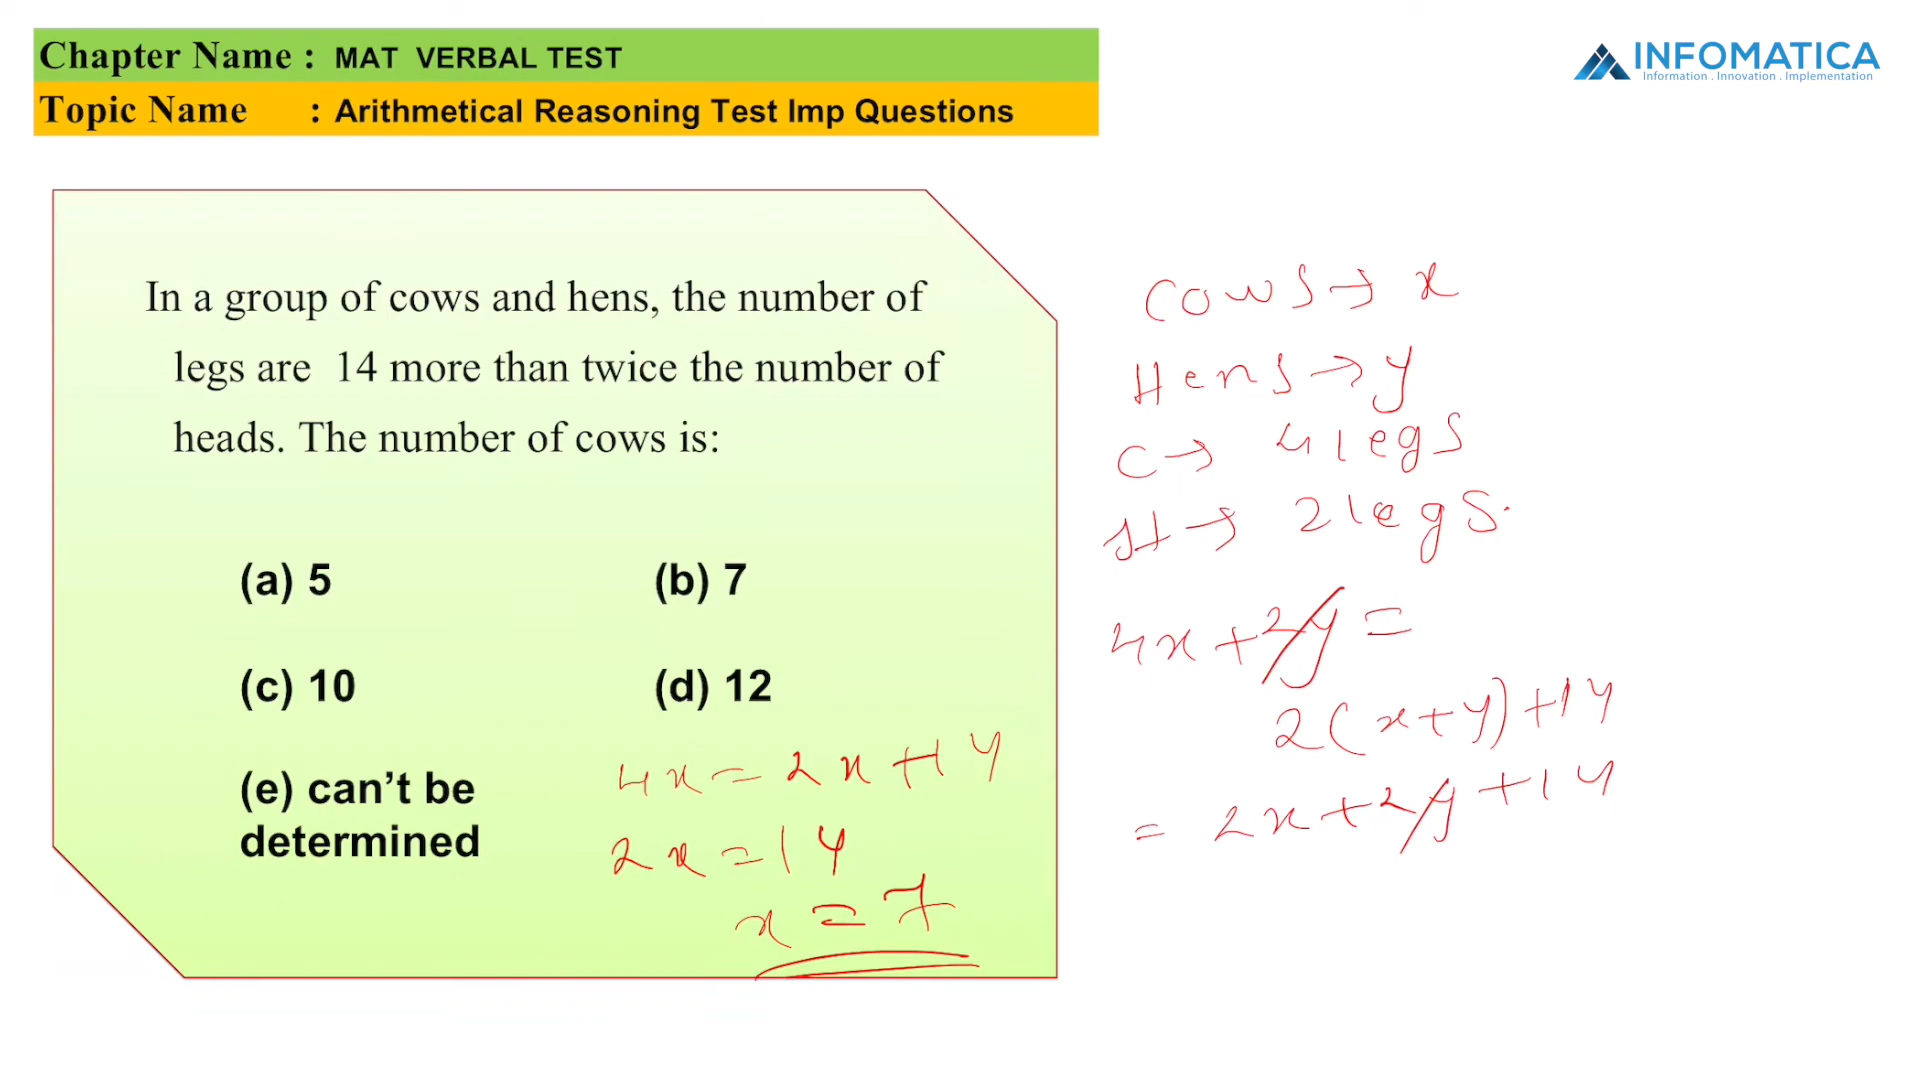 Chapter Name : MAT VERBAL TEST
INFOMATICA
Information . Innovation . Implementation
Topic Name : Arithmetical Reasoning Test Imp Questions
In a group of cows and hens, the number of
legs are 14 more than twice the number of
heads. The number of cows is:
(a) 5 (b) 7
(c) 10 (d) 12
(e) can’t be
determined
4x = 2x + 14
2x = 14
x = 7
Cows → x
Hens → y
C → 4 legs
H → 2 legs.
4x + 2y =
2(x+y) + 14
= 2x + 2y + 14